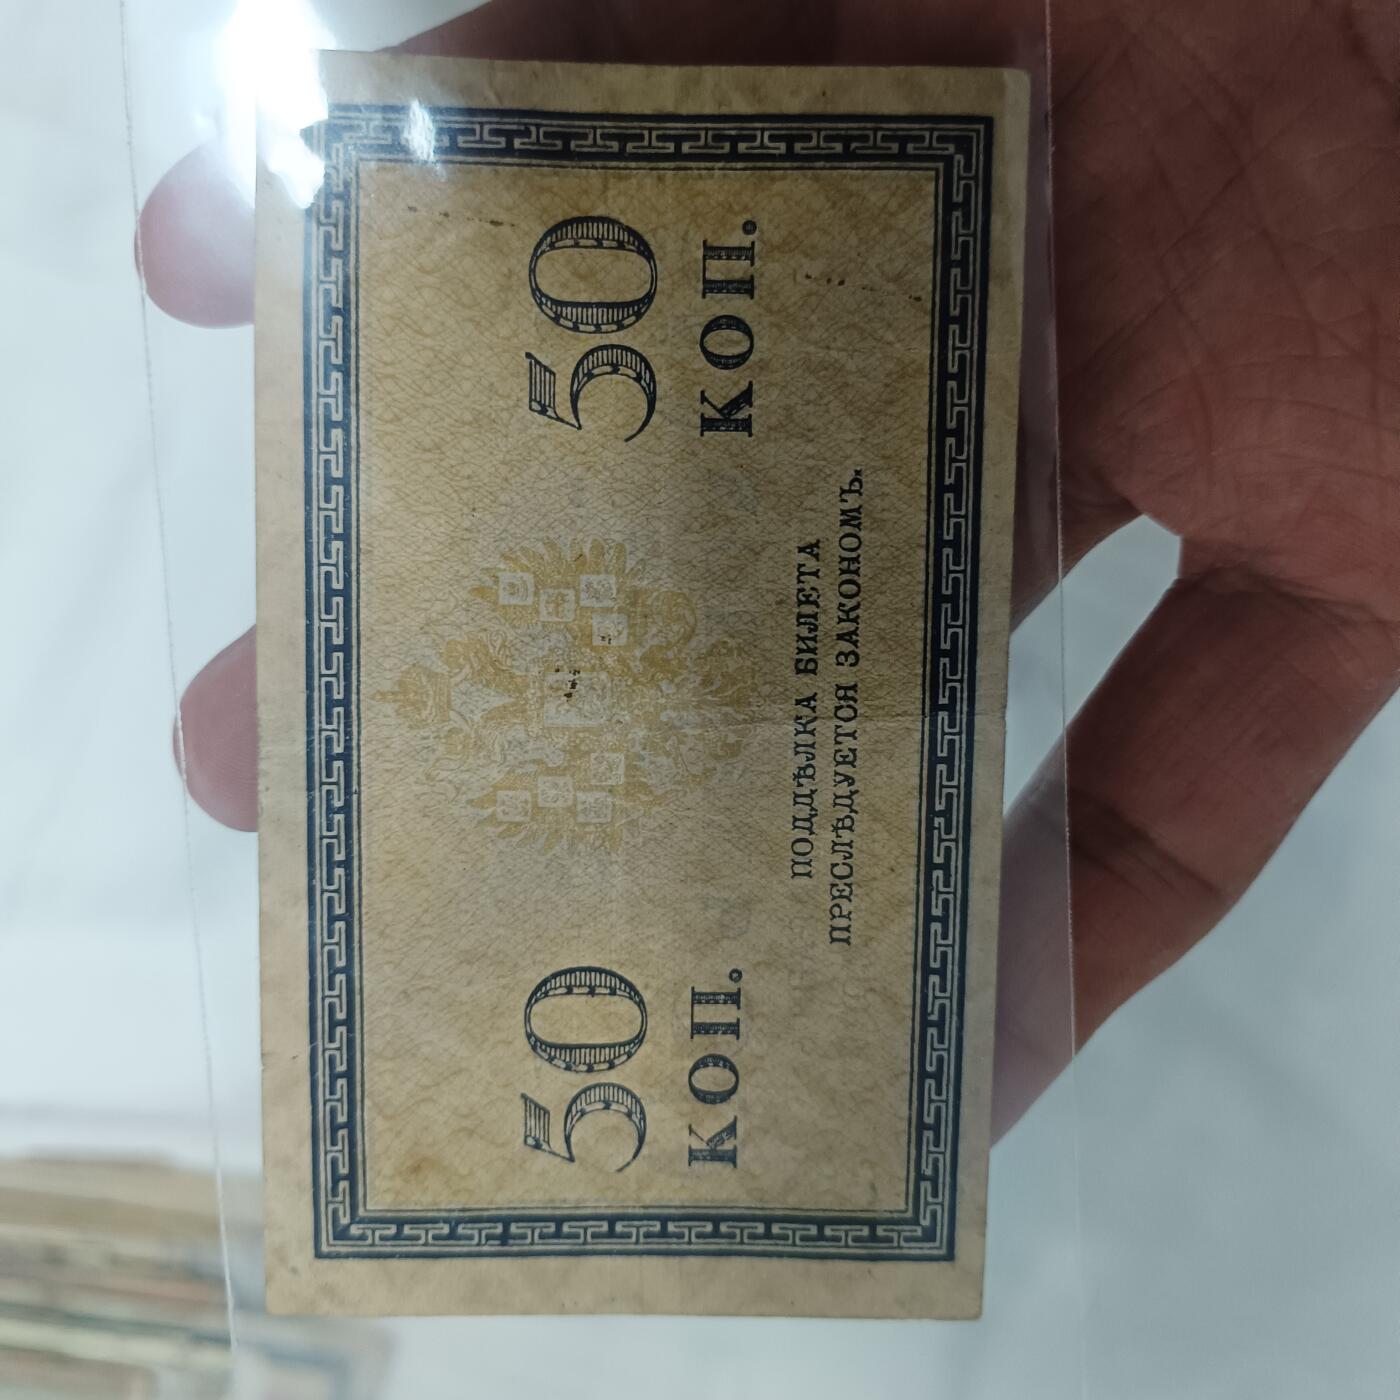 50 50
КОП. КОП.
ПОДДѢЛКА БИЛЕТА
ПРЕСЛѢДУЕТСЯ ЗАКОНОМЪ.